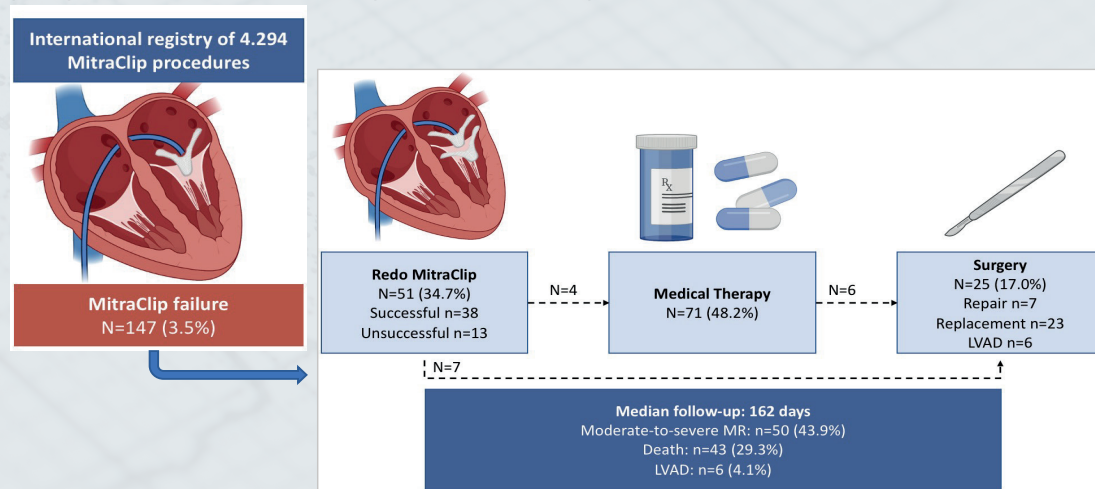 International registry of 4.294
MitraClip procedures
MitraClip failure
N=147 (3.5%)
Rx
Redo MitraClip
N=51 (34.7%)
Successful n=38
Unsuccessful n=13
N=4
Medical Therapy
N=71 (48.2%)
N=6
Surgery
N=25 (17.0%)
Repair n=7
Replacement n=23
LVAD n=6
N=7
Median follow-up: 162 days
Moderate-to-severe MR: n=50 (43.9%)
Death: n=43 (29.3%)
LVAD: n=6 (4.1%)